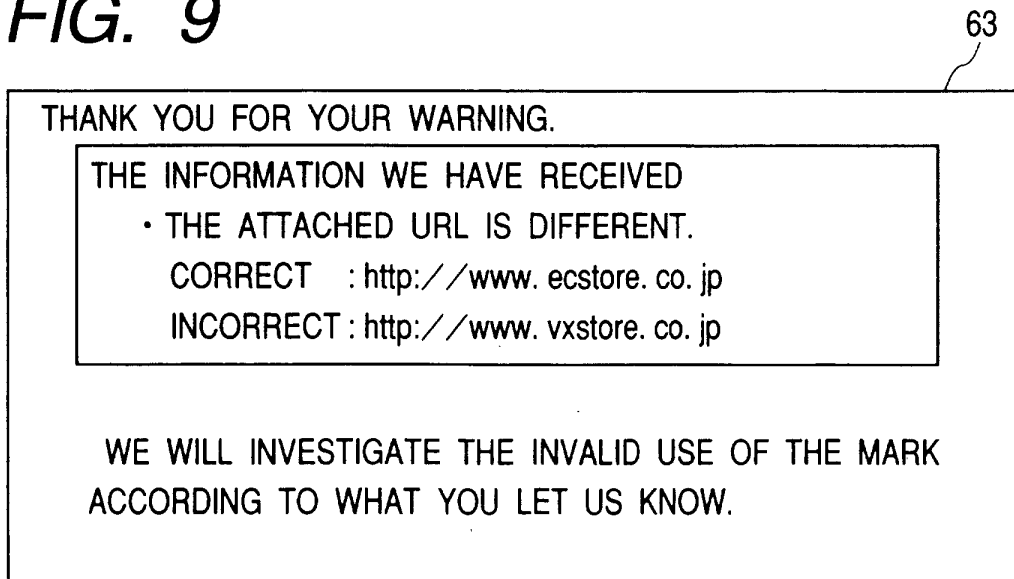 FIG. 9
63
THANK YOU FOR YOUR WARNING.
THE INFORMATION WE HAVE RECEIVED
・THE ATTACHED URL IS DIFFERENT.
CORRECT : http://www.ecstore.co.jp
INCORRECT : http://www.vxstore.co.jp
WE WILL INVESTIGATE THE INVALID USE OF THE MARK
ACCORDING TO WHAT YOU LET US KNOW.